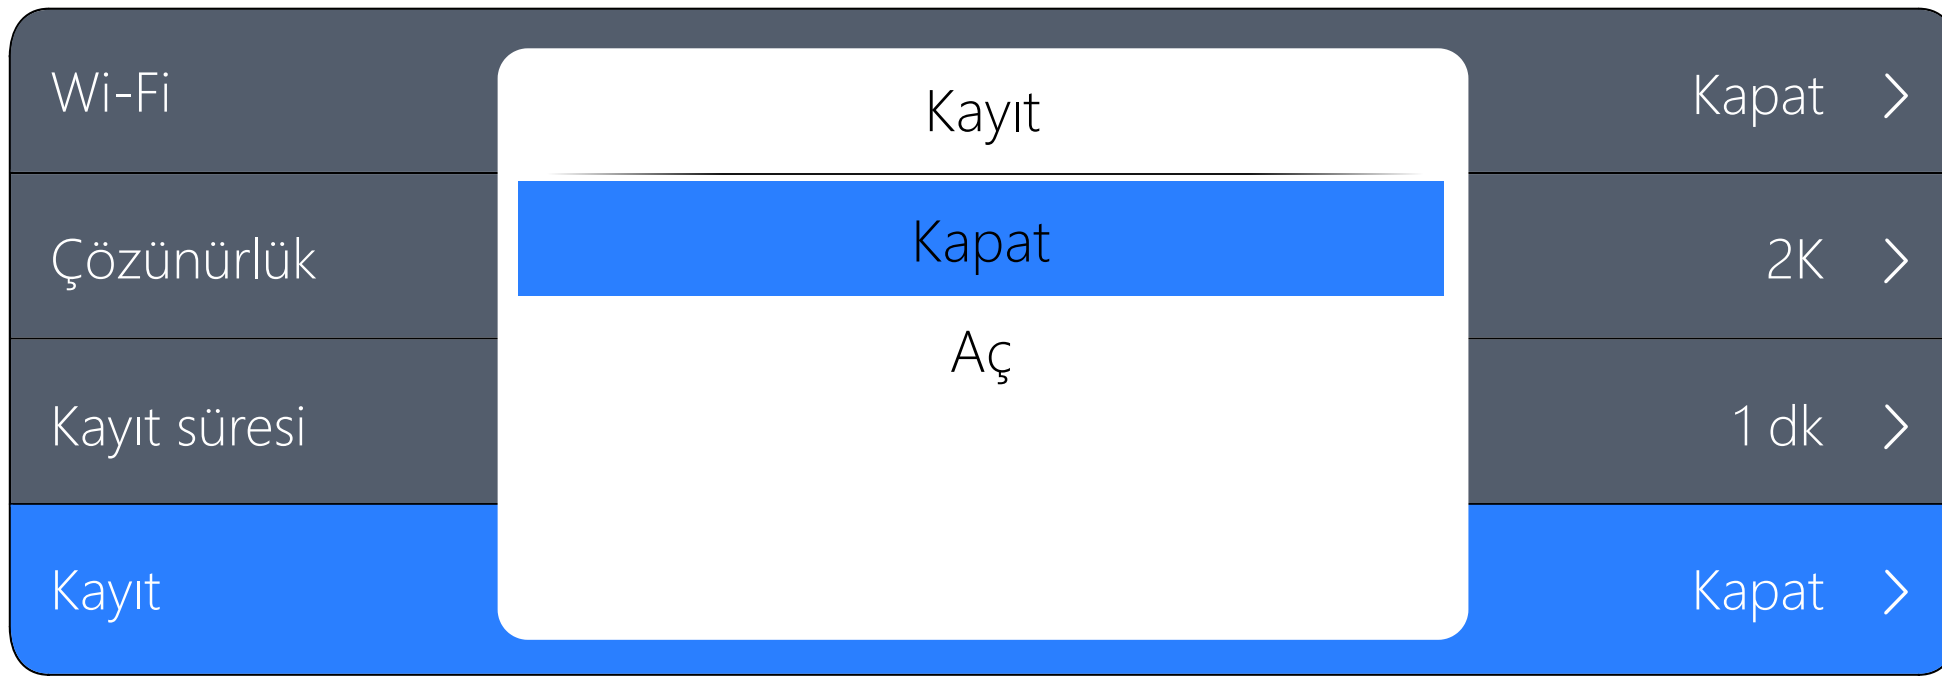 Wi-Fi
Kapat
Çözünürlük
2K
Kayıt süresi
1 dk
Kayıt
Kapat
Kayıt
Kapat
Aç